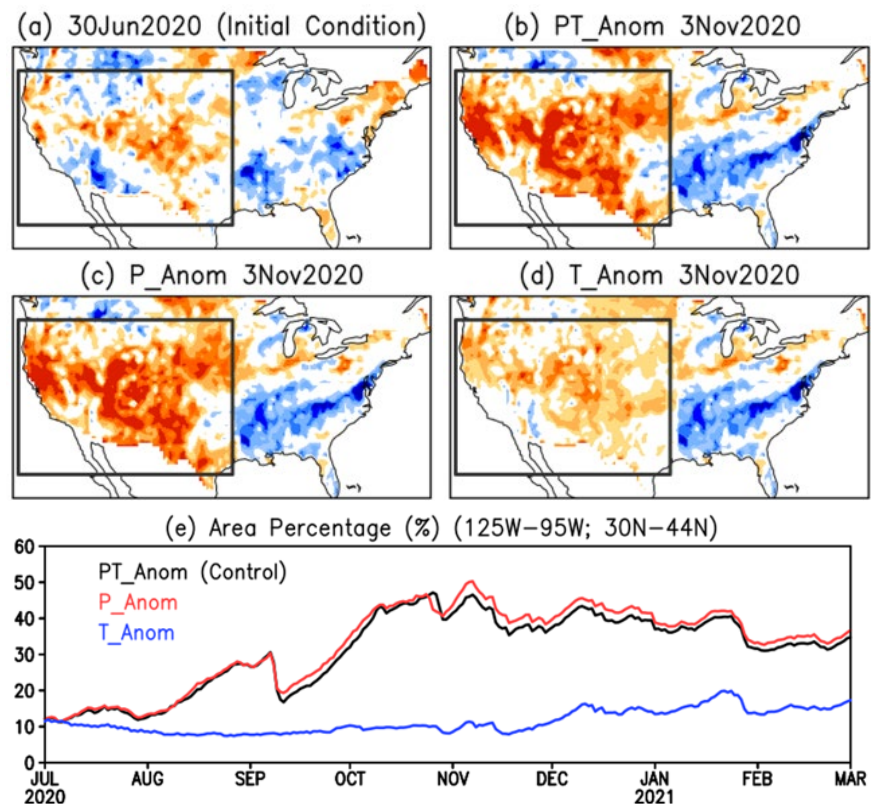 (a) 30Jun2020 (Initial Condition)
(b) PT_Anom 3Nov2020
(c) P_Anom 3Nov2020
(d) T_Anom 3Nov2020
(e) Area Percentage (%) (125W-95W; 30N-44N)
60
50
40
30
20
10
0
PT_Anom (Control)
P_Anom
T_Anom
JUL AUG SEP OCT NOV DEC JAN FEB MAR
2020 2021